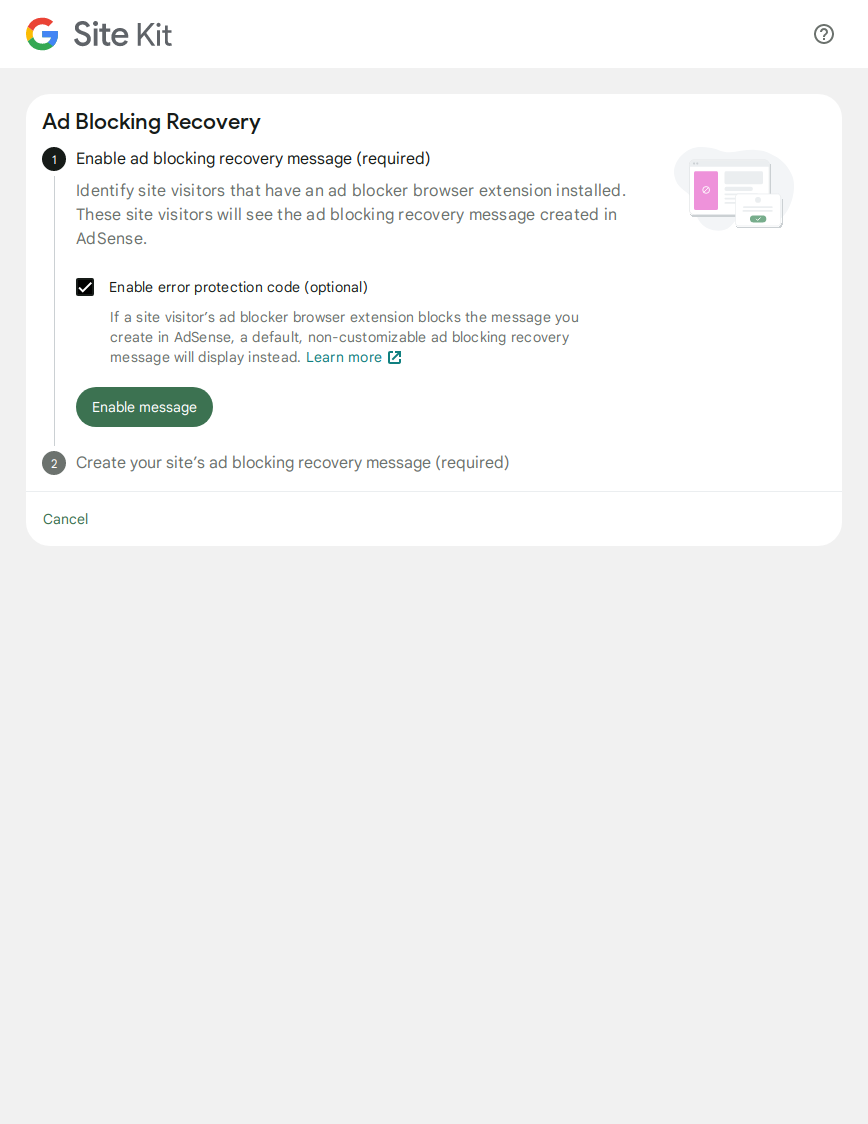 Site Kit
Ad Blocking Recovery
1 Enable ad blocking recovery message (required)
Identify site visitors that have an ad blocker browser extension installed.
These site visitors will see the ad blocking recovery message created in
AdSense.
Enable error protection code (optional)
If a site visitor’s ad blocker browser extension blocks the message you
create in AdSense, a default, non-customizable ad blocking recovery
message will display instead. Learn more
Enable message
2 Create your site’s ad blocking recovery message (required)
Cancel